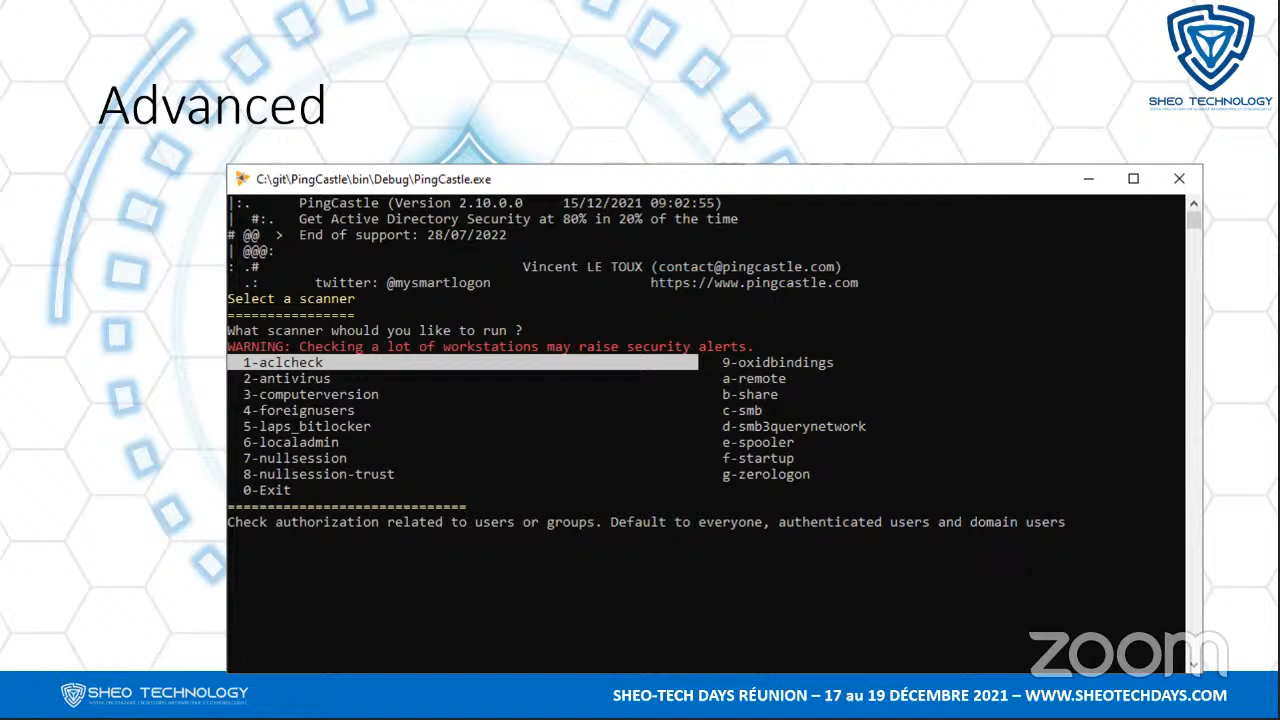 SHEO TECHNOLOGY
Advanced
C:\git\PingCastle\bin\Debug\PingCastle.exe
|:.      PingCastle (Version 2.10.0.0     15/12/2021 09:02:55)
|  #:.   Get Active Directory Security at 80% in 20% of the time
# @@  >  End of support: 28/07/2022
| @@@:
: .#                                 Vincent LE TOUX (contact@pingcastle.com)
  .:       twitter: @mysmartlogon                    https://www.pingcastle.com
Select a scanner
================
What scanner whould you like to run ?
WARNING: Checking a lot of workstations may raise security alerts.
1-aclcheck 9-oxidbindings
2-antivirus a-remote
3-computerversion b-share
4-foreignusers c-smb
5-laps_bitlocker d-smb3querynetwork
6-localadmin e-spooler
7-nullsession f-startup
8-nullsession-trust g-zerologon
0-Exit
==============================
Check authorization related to users or groups. Default to everyone, authenticated users and domain users
zoom
SHEO TECHNOLOGY
SHEO-TECH DAYS RÉUNION – 17 au 19 DÉCEMBRE 2021 – WWW.SHEOTECHDAYS.COM